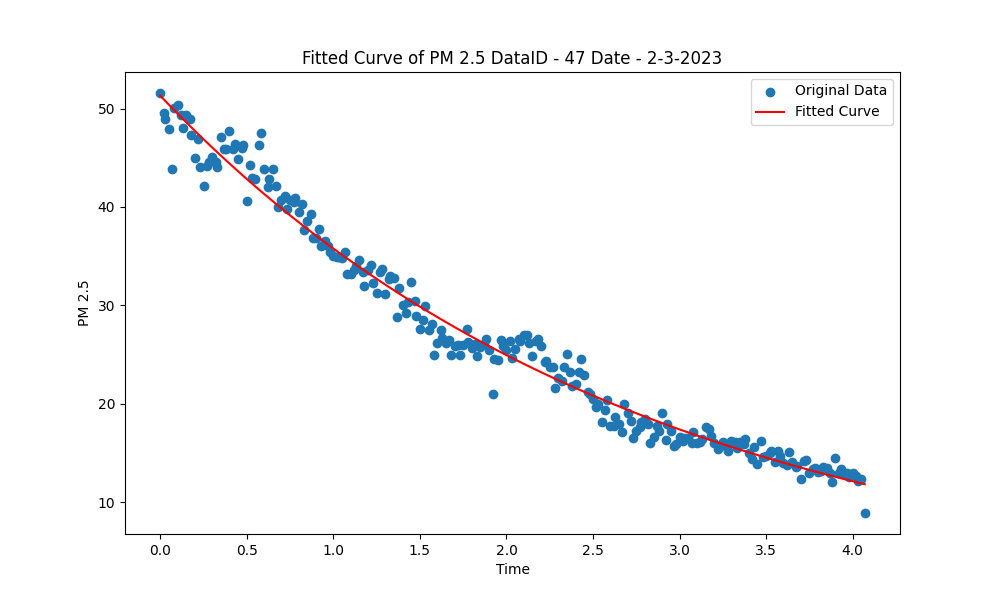 Fitted Curve of PM 2.5 DataID - 47 Date - 2-3-2023
Original Data
Fitted Curve
50
40
30
20
10
PM 2.5
0.0 0.5 1.0 1.5 2.0 2.5 3.0 3.5 4.0
Time